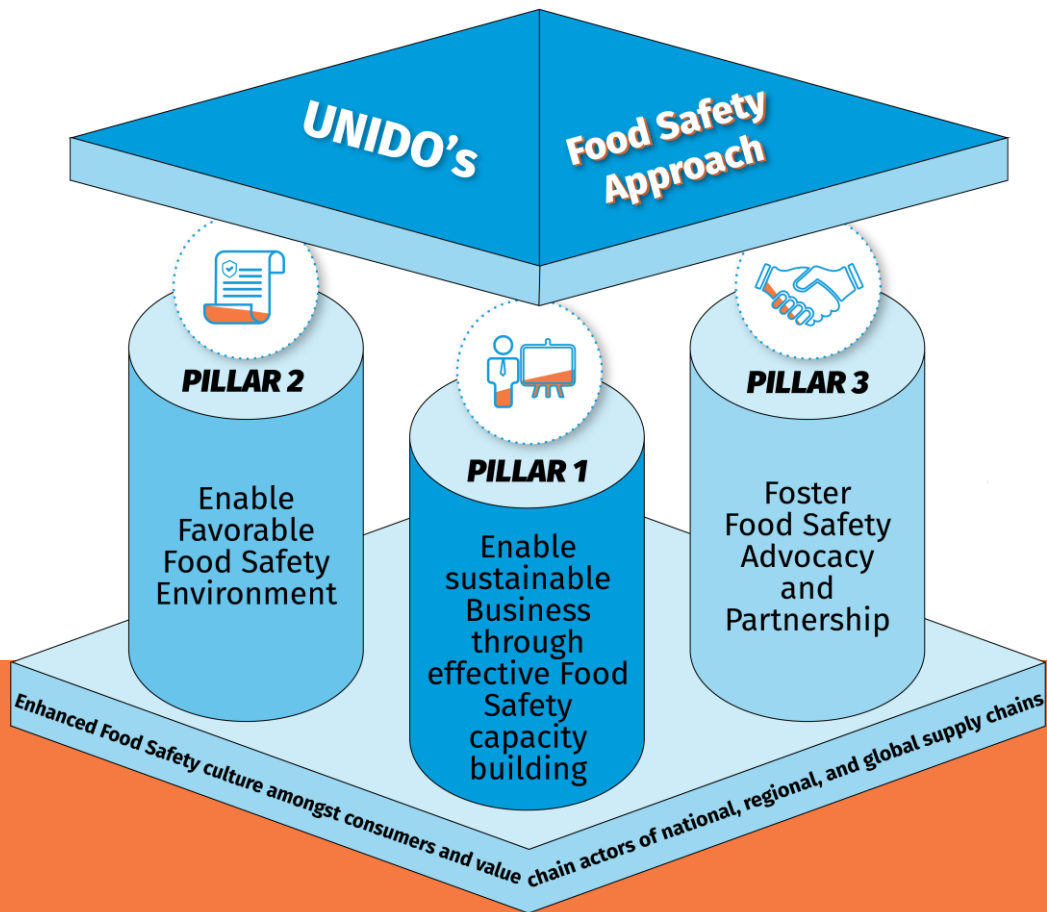 UNIDO's
Food Safety
Approach
PILLAR 2
Enable
Favorable
Food Safety
Environment
PILLAR 1
Enable
sustainable
Business
through
effective Food
Safety
capacity
building
PILLAR 3
Foster
Food Safety
Advocacy
and
Partnership
Enhanced Food Safety culture amongst consumers and value
chain actors of national, regional, and global supply chains